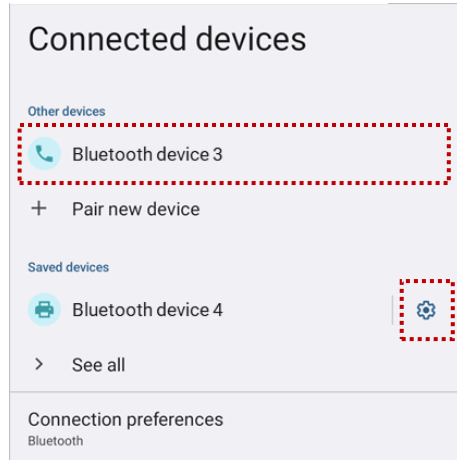 Connected devices
Other devices
Bluetooth device 3
Pair new device
Saved devices
Bluetooth device 4
See all
Connection preferences
Bluetooth